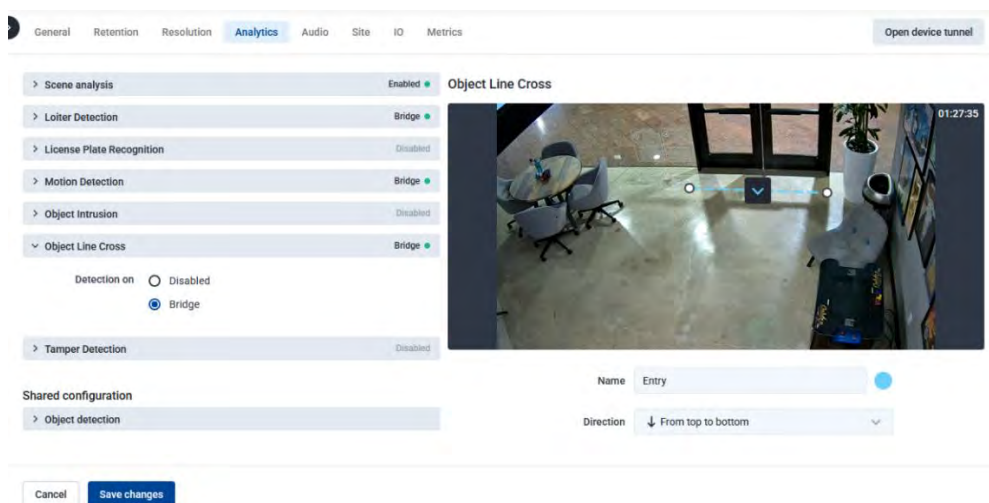 General Retention Resolution Analytics Audio Site IO Metrics Open device tunnel
Scene analysis Enabled
Loiter Detection Bridge
License Plate Recognition Disabled
Motion Detection Bridge
Object Intrusion Disabled
Object Line Cross Bridge
Detection on Disabled
Bridge
Tamper Detection Disabled
Shared configuration
Object detection
Object Line Cross
01:27:35
Name Entry
Direction ↓ From top to bottom
Cancel Save changes